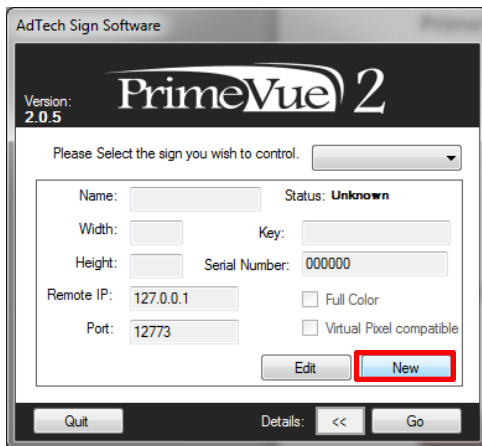 AdTech Sign Software
PrimeVue 2
Version:
2.0.5
Please Select the sign you wish to control.
Name: Status: Unknown
Width: Key:
Height: Serial Number: 000000
Remote IP: 127.0.0.1 Full Color
Port: 12773 Virtual Pixel compatible
Edit New
Quit Details: << Go